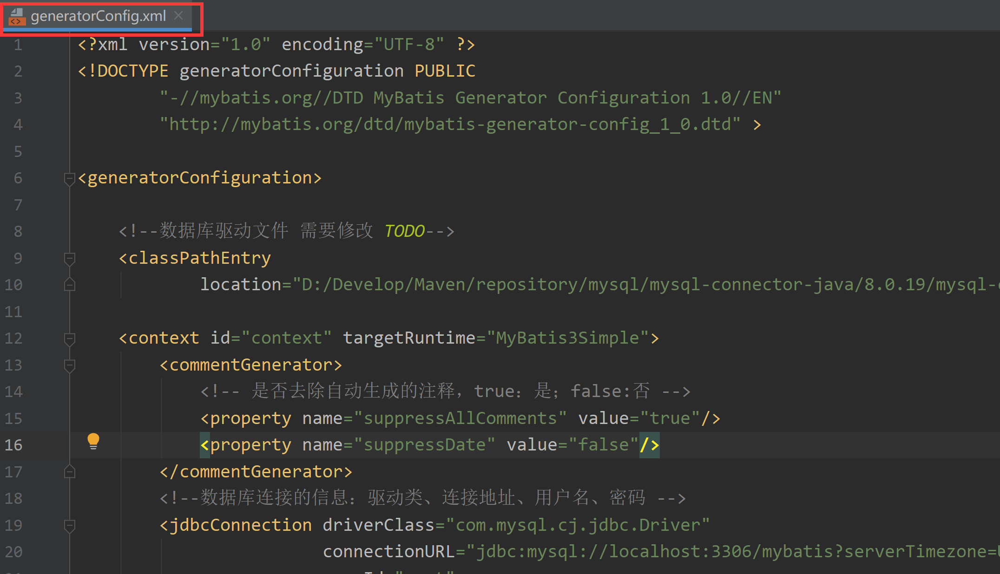 generatorConfig.xml
1 <?xml version="1.0" encoding="UTF-8" ?>
2 <!DOCTYPE generatorConfiguration PUBLIC
3 "-//mybatis.org//DTD MyBatis Generator Configuration 1.0//EN"
4 "http://mybatis.org/dtd/mybatis-generator-config_1_0.dtd" >
5
6 <generatorConfiguration>
7
8 <!--数据库驱动文件 需要修改 TODO-->
9 <classPathEntry
10 location="D:/Develop/Maven/repository/mysql/mysql-connector-java/8.0.19/mysql-
11
12 <context id="context" targetRuntime="MyBatis3Simple">
13 <commentGenerator>
14 <!-- 是否去除自动生成的注释，true：是；false:否 -->
15 <property name="suppressAllComments" value="true"/>
16 <property name="suppressDate" value="false"/>
17 </commentGenerator>
18 <!--数据库连接的信息：驱动类、连接地址、用户名、密码 -->
19 <jdbcConnection driverClass="com.mysql.cj.jdbc.Driver"
20 connectionURL="jdbc:mysql://localhost:3306/mybatis?serverTimezone=